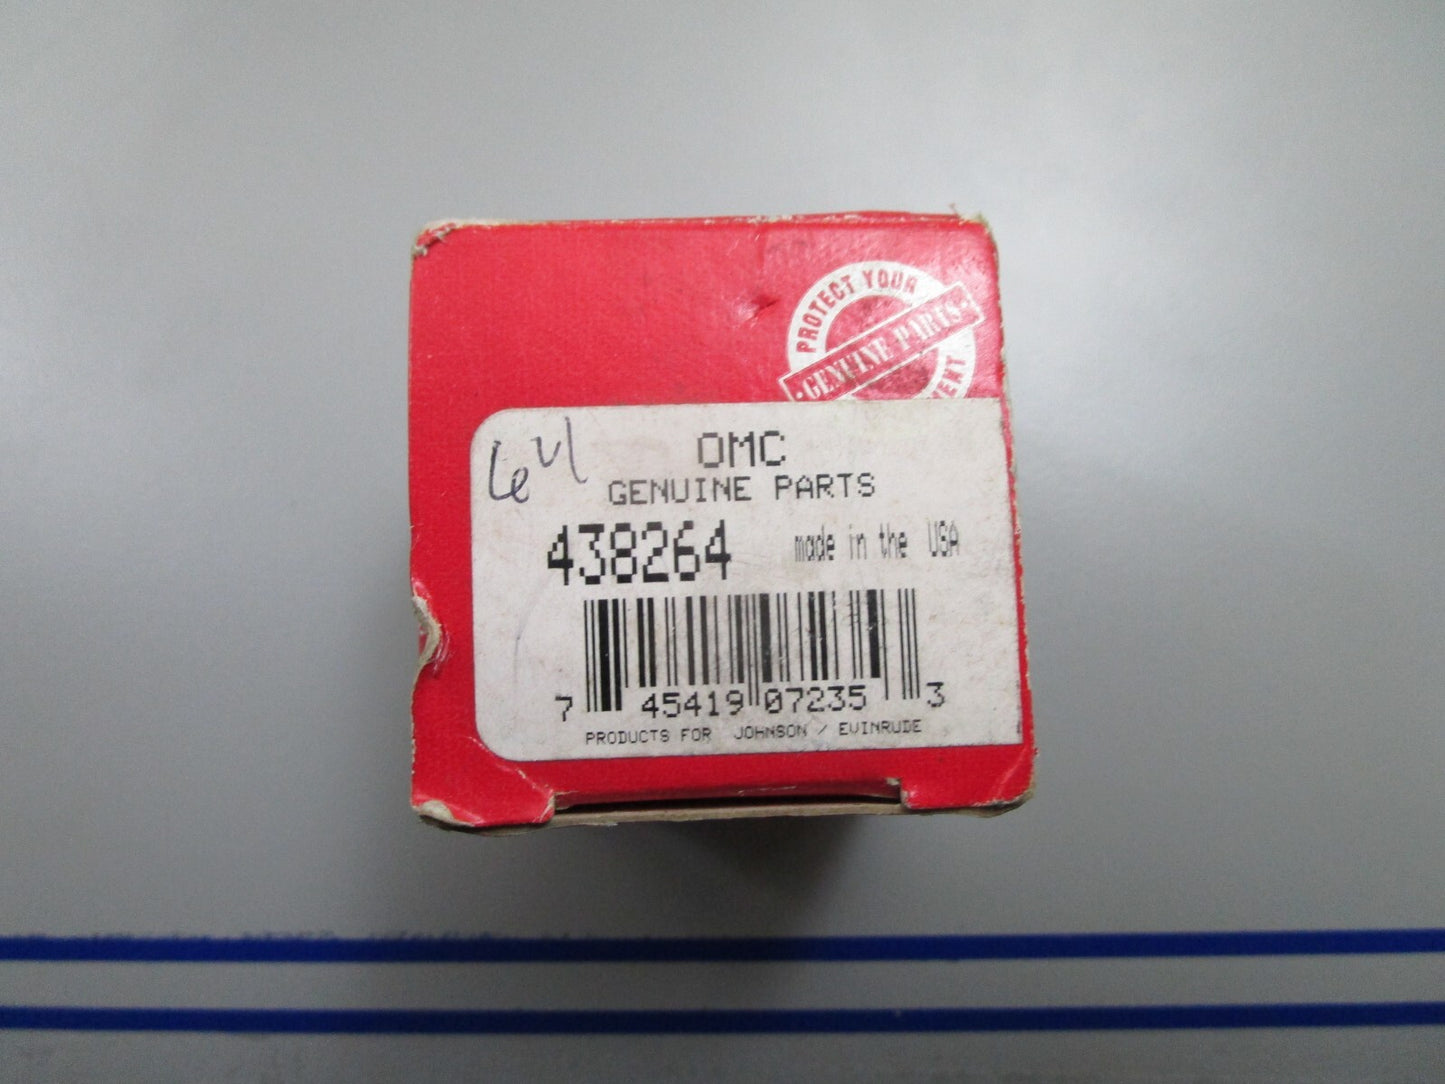 PROTECT YOUR
GENUINE PARTS
OMC
GENUINE PARTS
438264 made in the USA
7 45419 07235 3
PRODUCTS FOR JOHNSON / EVINRUDE